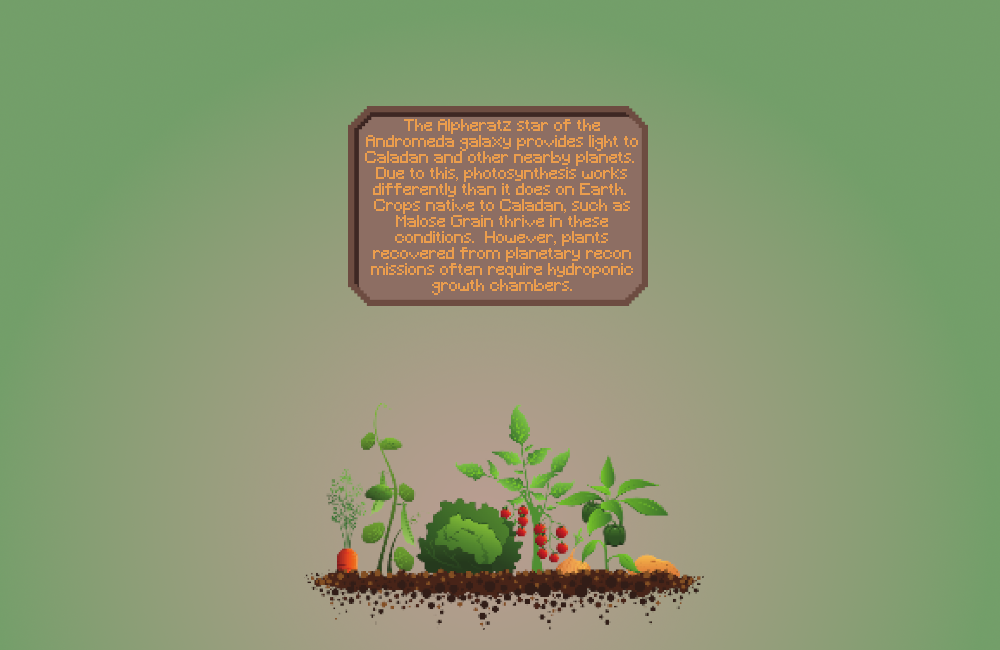 The Alpheratz star of the
Andromeda galaxy provides light to
Caladan and other nearby planets.
Due to this, photosynthesis works
differently than it does on Earth.
Crops native to Caladan, such as
Malose Grain thrive in these
conditions.  However, plants
recovered from planetary recon
missions often require hydroponic
growth chambers.